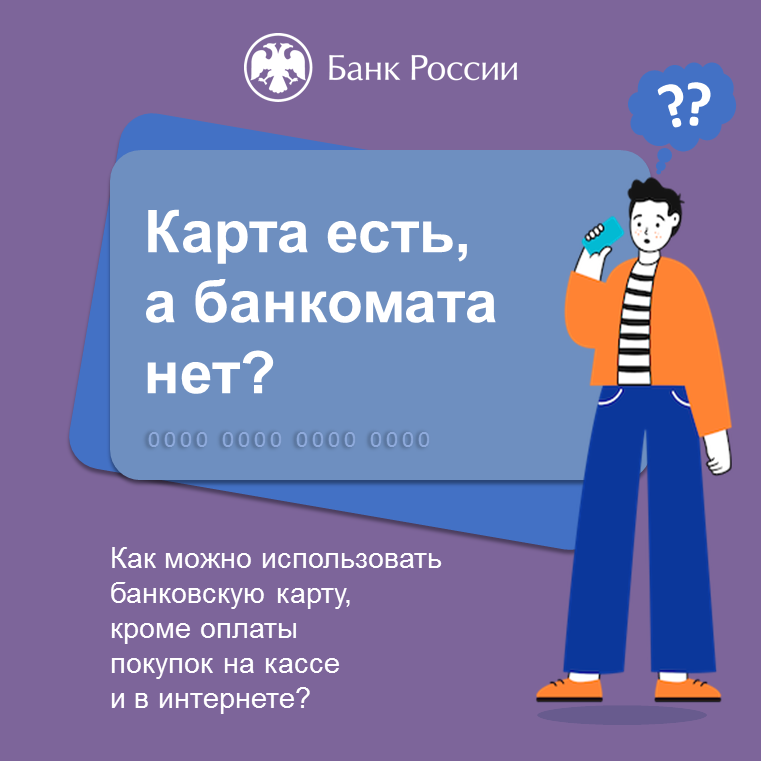 Банк России
??
Карта есть,
а банкомата
нет?
0000 0000 0000 0000
Как можно использовать
банковскую карту,
кроме оплаты
покупок на кассе
и в интернете?